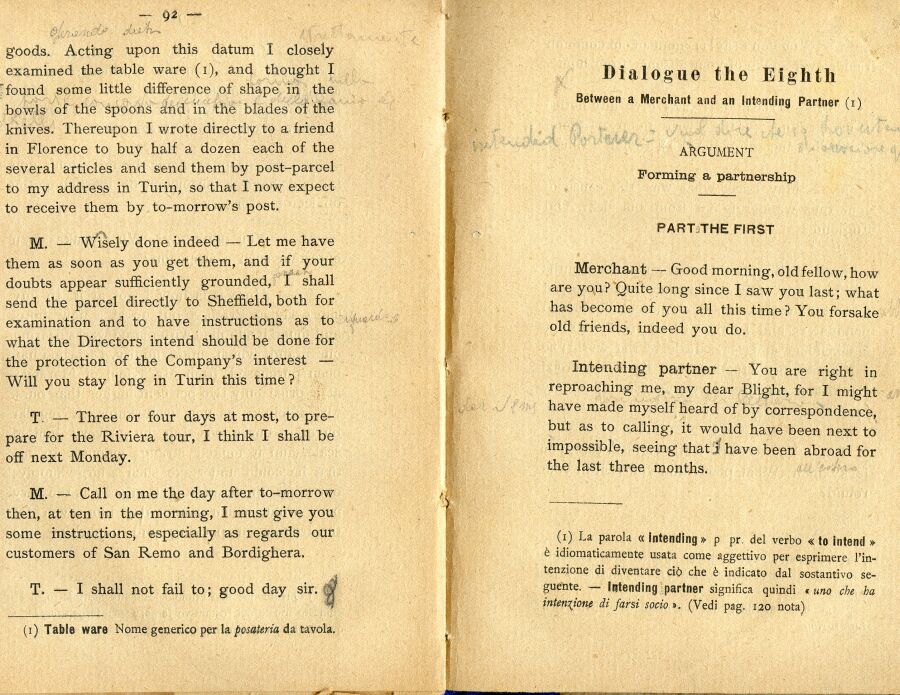 — 92 —
goods. Acting upon this datum I closely
examined the table ware (1), and thought I
found some little difference of shape in the
bowls of the spoons and in the blades of the
knives. Thereupon I wrote directly to a friend
in Florence to buy half a dozen each of the
several articles and send them by post-parcel
to my address in Turin, so that I now expect
to receive them by to-morrow's post.
M. — Wisely done indeed — Let me have
them as soon as you get them, and if your
doubts appear sufficiently grounded, I shall
send the parcel directly to Sheffield, both for
examination and to have instructions as to
what the Directors intend should be done for
the protection of the Company's interest —
Will you stay long in Turin this time?
T. — Three or four days at most, to pre-
pare for the Riviera tour, I think I shall be
off next Monday.
M. — Call on me the day after to-morrow
then, at ten in the morning, I must give you
some instructions, especially as regards our
customers of San Remo and Bordighera.
T. — I shall not fail to; good day sir.
(1) Table ware Nome generico per la posateria da tavola.
Dialogue the Eighth
Between a Merchant and an Intending Partner (1)
ARGUMENT
Forming a partnership
PART THE FIRST
Merchant — Good morning, old fellow, how
are you? Quite long since I saw you last; what
has become of you all this time? You forsake
old friends, indeed you do.
Intending partner — You are right in
reproaching me, my dear Blight, for I might
have made myself heard of by correspondence,
but as to calling, it would have been next to
impossible, seeing that I have been abroad for
the last three months.
(1) La parola « Intending » p pr. del verbo « to intend »
è idiomaticamente usata come aggettivo per esprimere l'in-
tenzione di diventare ciò che è indicato dal sostantivo se-
guente. — Intending partner significa quindi « uno che ha
intenzione di farsi socio ». (Vedi pag. 120 nota)